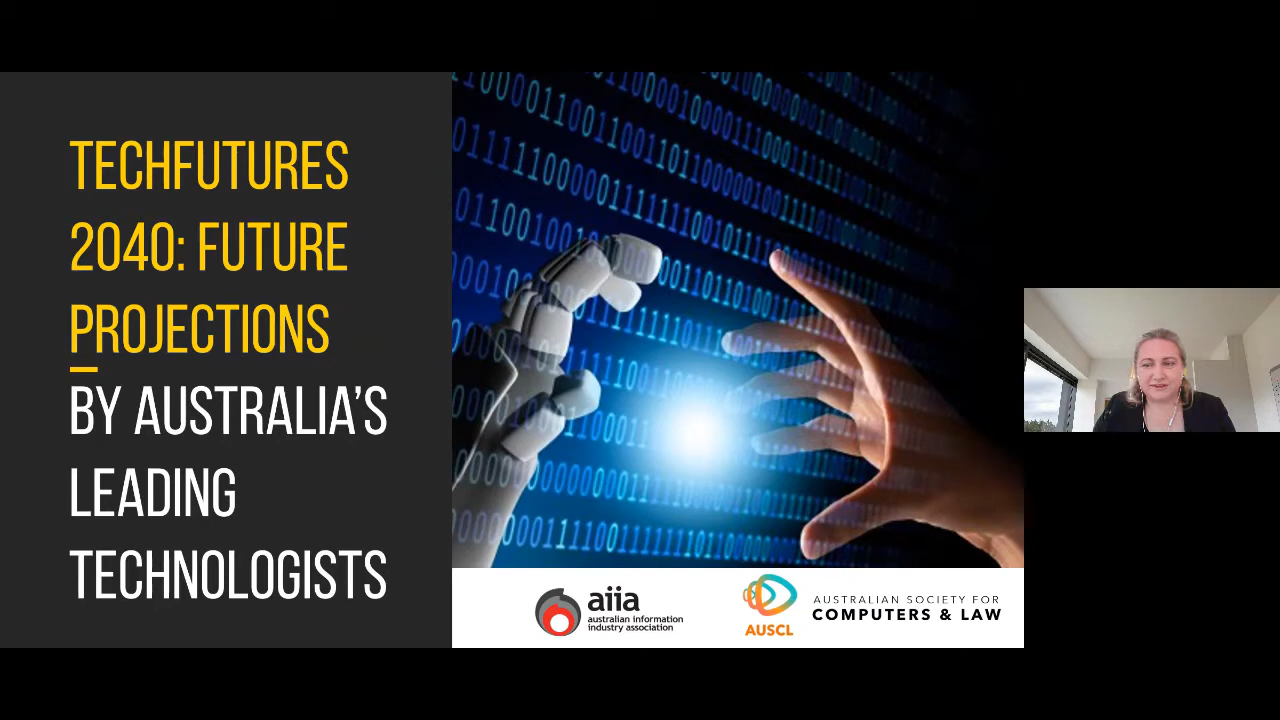 TECHFUTURES
2040: FUTURE
PROJECTIONS
BY AUSTRALIA'S
LEADING
TECHNOLOGISTS
aiia
australian information
industry association
AUSCL
AUSTRALIAN SOCIETY FOR
COMPUTERS & LAW